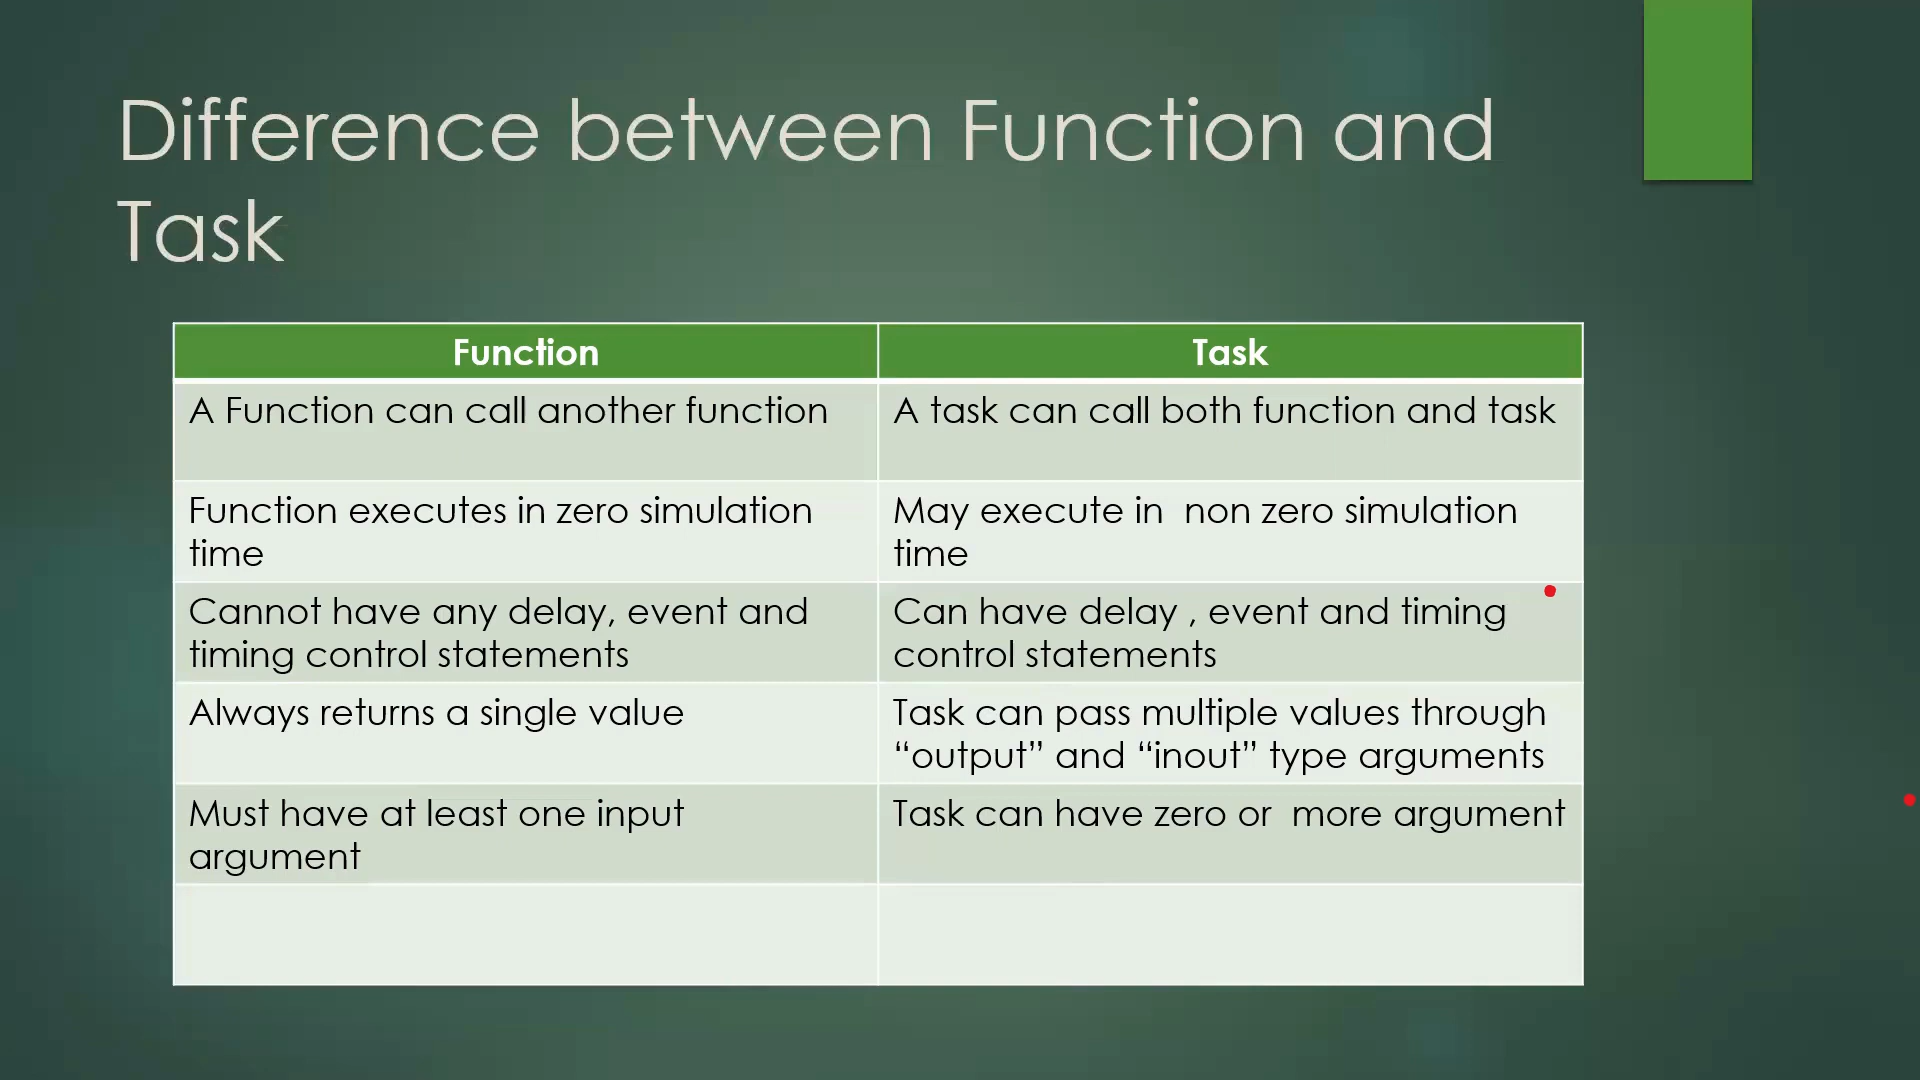 Difference between Function and
Task
Function
Task
A Function can call another function
A task can call both function and task
Function executes in zero simulation
time
May execute in  non zero simulation
time
Cannot have any delay, event and
timing control statements
Can have delay , event and timing
control statements
Always returns a single value
Task can pass multiple values through
“output” and “inout” type arguments
Must have at least one input
argument
Task can have zero or  more argument